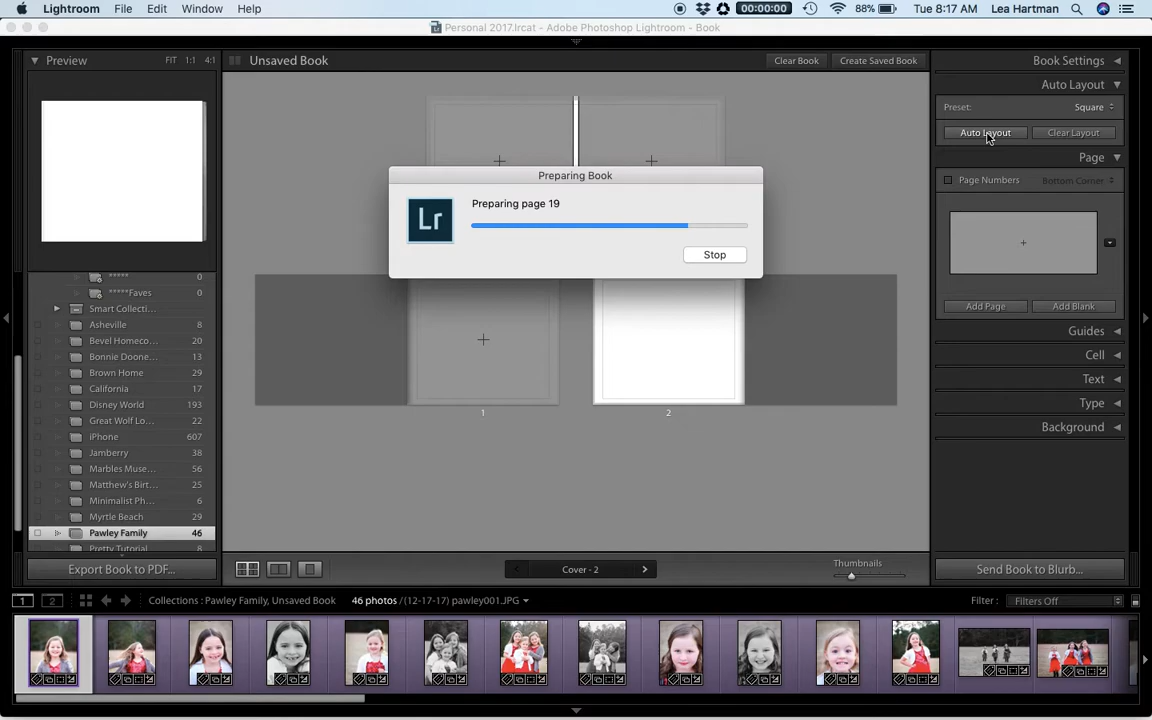 Lightroom File Edit Window Help 00:00:00 88% Tue 8:17 AM Lea Hartman
Personal 2017.lrcat - Adobe Photoshop Lightroom - Book
Preview FIT 1:1 4:1
Unsaved Book Clear Book Create Saved Book
Book Settings
Auto Layout
Preset: Square
Auto Layout Clear Layout
Page
Page Numbers Bottom Corner
Add Page Add Blank
Guides
Cell
Text
Type
Background
Preparing Book
Preparing page 19
Lr
Stop
1 2
***** 0
*****Faves 0
Smart Collecti...
Asheville 8
Bevel Homeco... 20
Bonnie Doone... 13
Brown Home 29
California 17
Disney World 193
Great Wolf Lo... 22
iPhone 607
Jamberry 38
Marbles Muse... 56
Matthew's Birt... 25
Minimalist Ph... 6
Myrtle Beach 29
Pawley Family 46
Pretty Tutorial 8
Export Book to PDF... Cover - 2 Thumbnails Send Book to Blurb...
1 2 Collections : Pawley Family, Unsaved Book 46 photos / (12-17-17) pawley001.JPG Filter : Filters Off